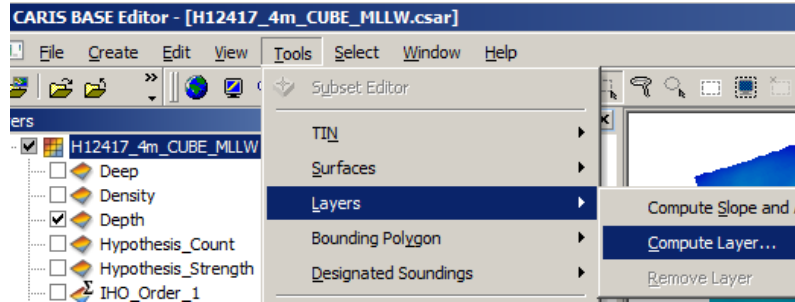 CARIS BASE Editor - [H12417_4m_CUBE_MLLW.csar]
File Create Edit View Tools Select Window Help
Subset Editor
ers
H12417_4m_CUBE_MLLW
Deep
Density
Depth
Hypothesis_Count
Hypothesis_Strength
IHO_Order_1
TIN
Surfaces
Layers
Bounding Polygon
Designated Soundings
Compute Slope and
Compute Layer...
Remove Layer